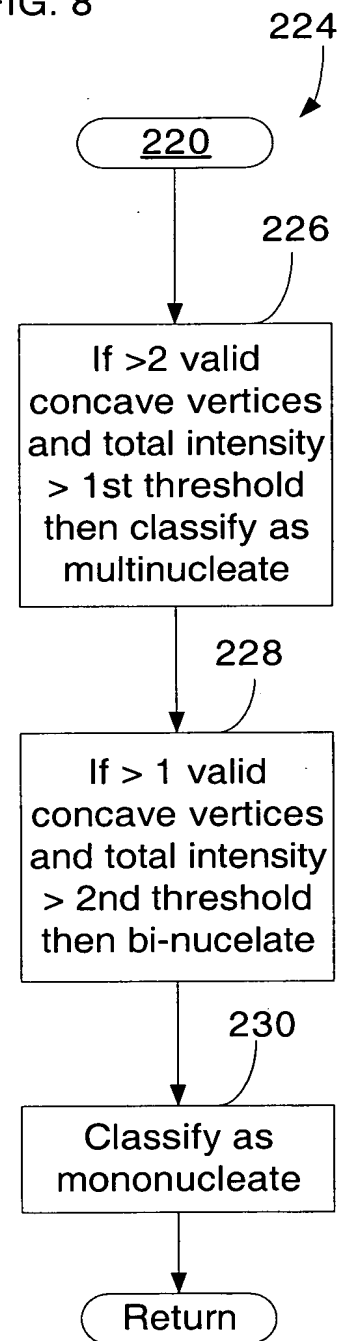 FIG. 8
224
220
226
If >2 valid
concave vertices
and total intensity
> 1st threshold
then classify as
multinucleate
228
If > 1 valid
concave vertices
and total intensity
> 2nd threshold
then bi-nucelate
230
Classify as
mononucleate
Return